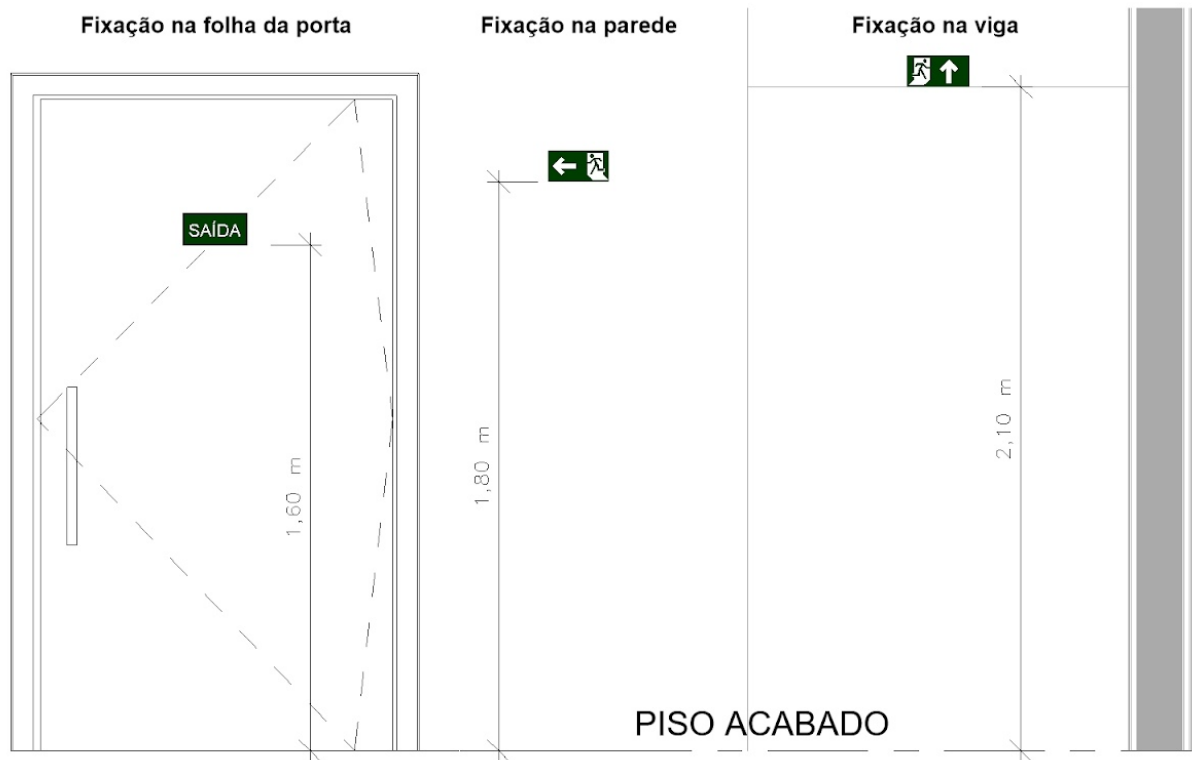 Fixação na folha da porta
Fixação na parede
Fixação na viga
SAÍDA
1,60 m
1,80 m
2,10 m
PISO ACABADO